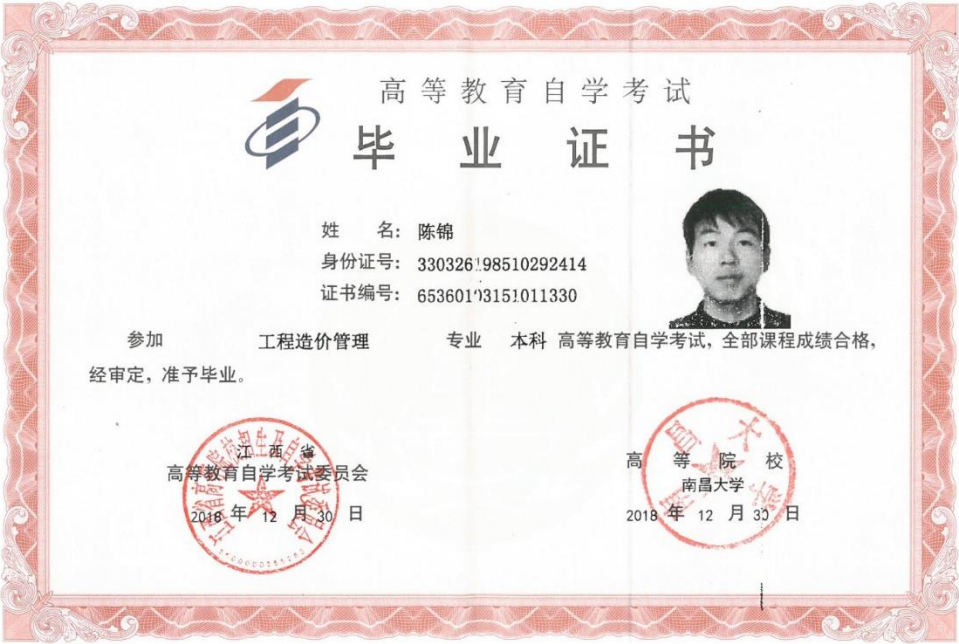 高等教育自学考试
毕业证书
姓 名: 陈锦
身份证号: 330326198510292414
证书编号: 653601103151011330
参加 工程造价管理 专业 本科 高等教育自学考试,全部课程成绩合格,
经审定,准予毕业。
江西省
高等教育自学考试委员会
2018 年 12 月 30 日
高等院校
南昌大学
2018 年 12 月 30 日